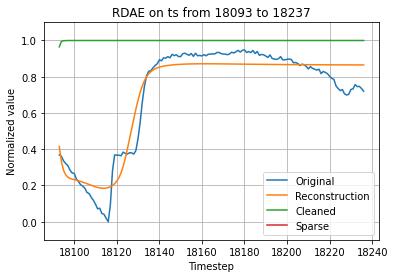 RDAE on ts from 18093 to 18237
Normalized value
1.0
0.8
0.6
0.4
0.2
0.0
Original
Reconstruction
Cleaned
Sparse
18100 18120 18140 18160 18180 18200 18220 18240
Timestep